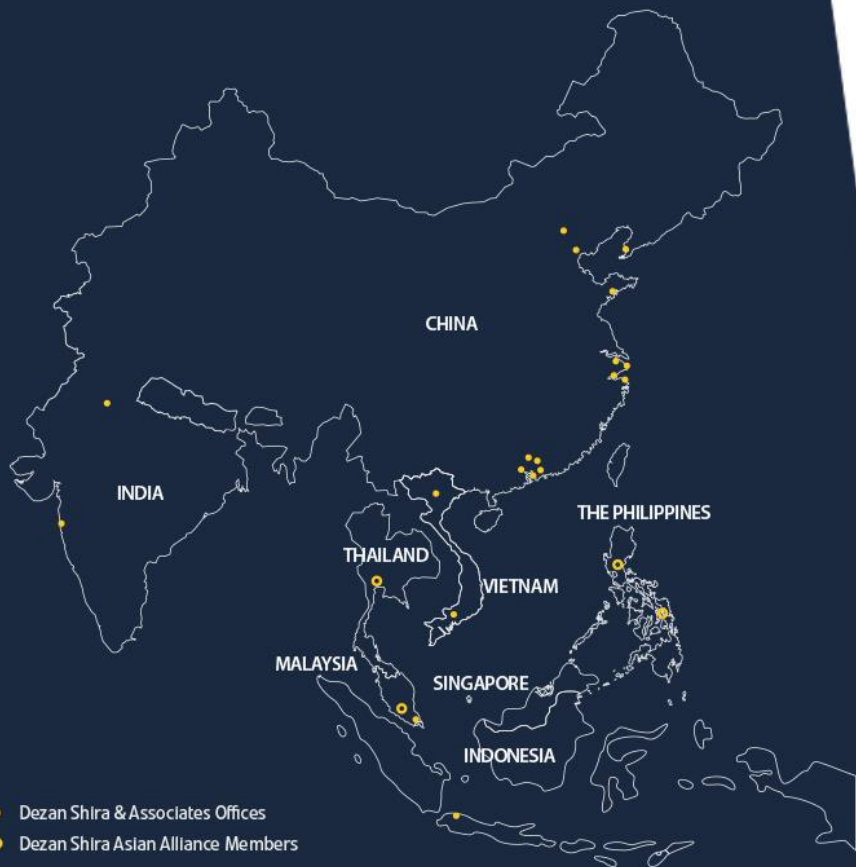 CHINA
INDIA
THE PHILIPPINES
THAILAND
VIETNAM
MALAYSIA
SINGAPORE
INDONESIA
Dezan Shira & Associates Offices
Dezan Shira Asian Alliance Members